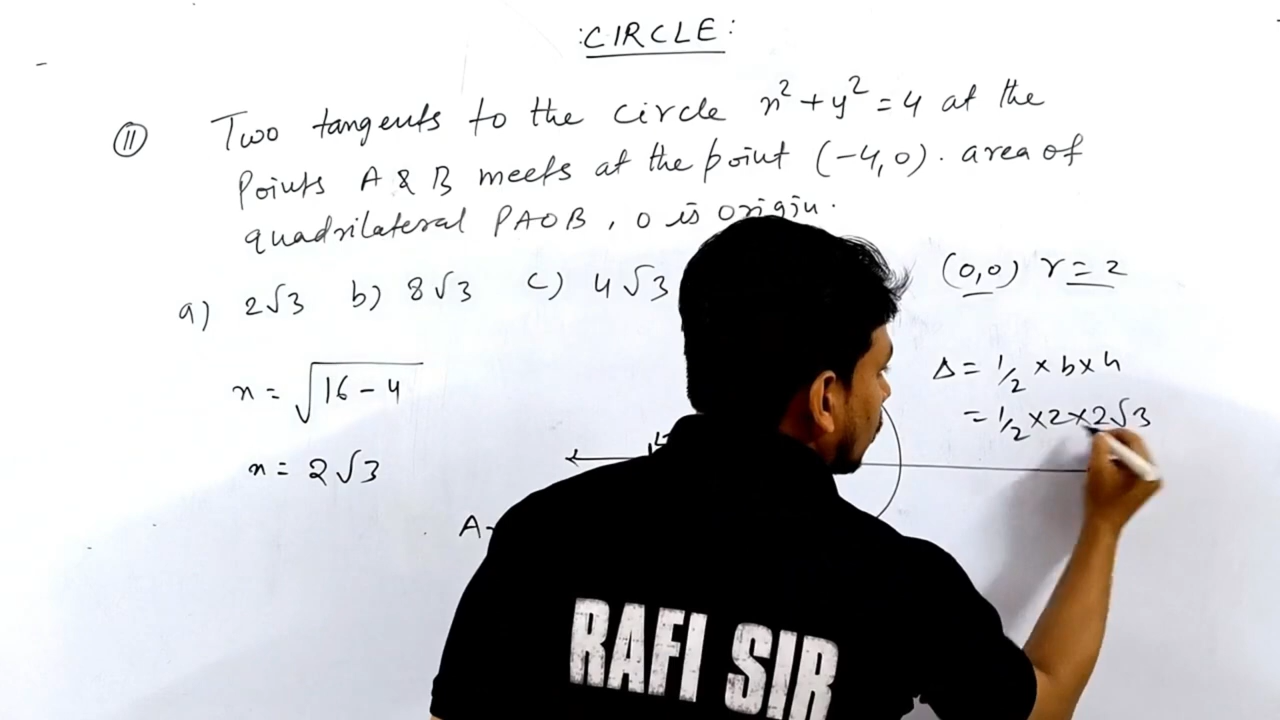 :CIRCLE:
(11) Two tangents to the circle x² + y² = 4 at the
Points A & B meets at the point (-4,0). area of
quadrilateral PAOB, O is origin.
a) 2√3 b) 8√3 c) 4√3
(0,0) r = 2
x = √16 - 4
x = 2√3
Δ = 1/2 × b × h
= 1/2 × 2 × 2√3
A-
RAFI SIR